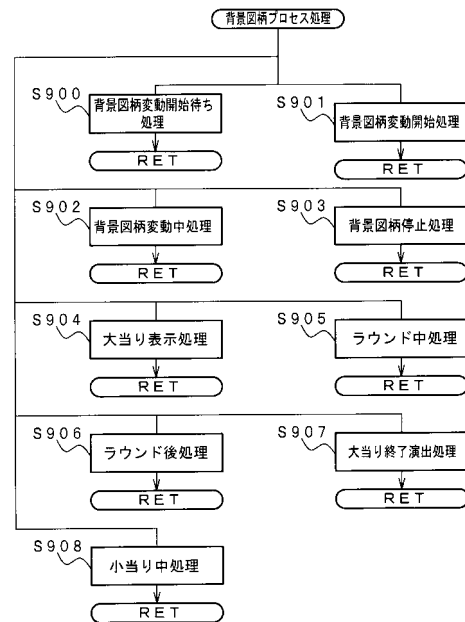 背景図柄プロセス処理
S900
背景図柄変動開始待ち
処理
RET
S901
背景図柄変動開始処理
RET
S902
背景図柄変動中処理
RET
S903
背景図柄停止処理
RET
S904
大当り表示処理
RET
S905
ラウンド中処理
RET
S906
ラウンド後処理
RET
S907
大当り終了演出処理
RET
S908
小当り中処理
RET